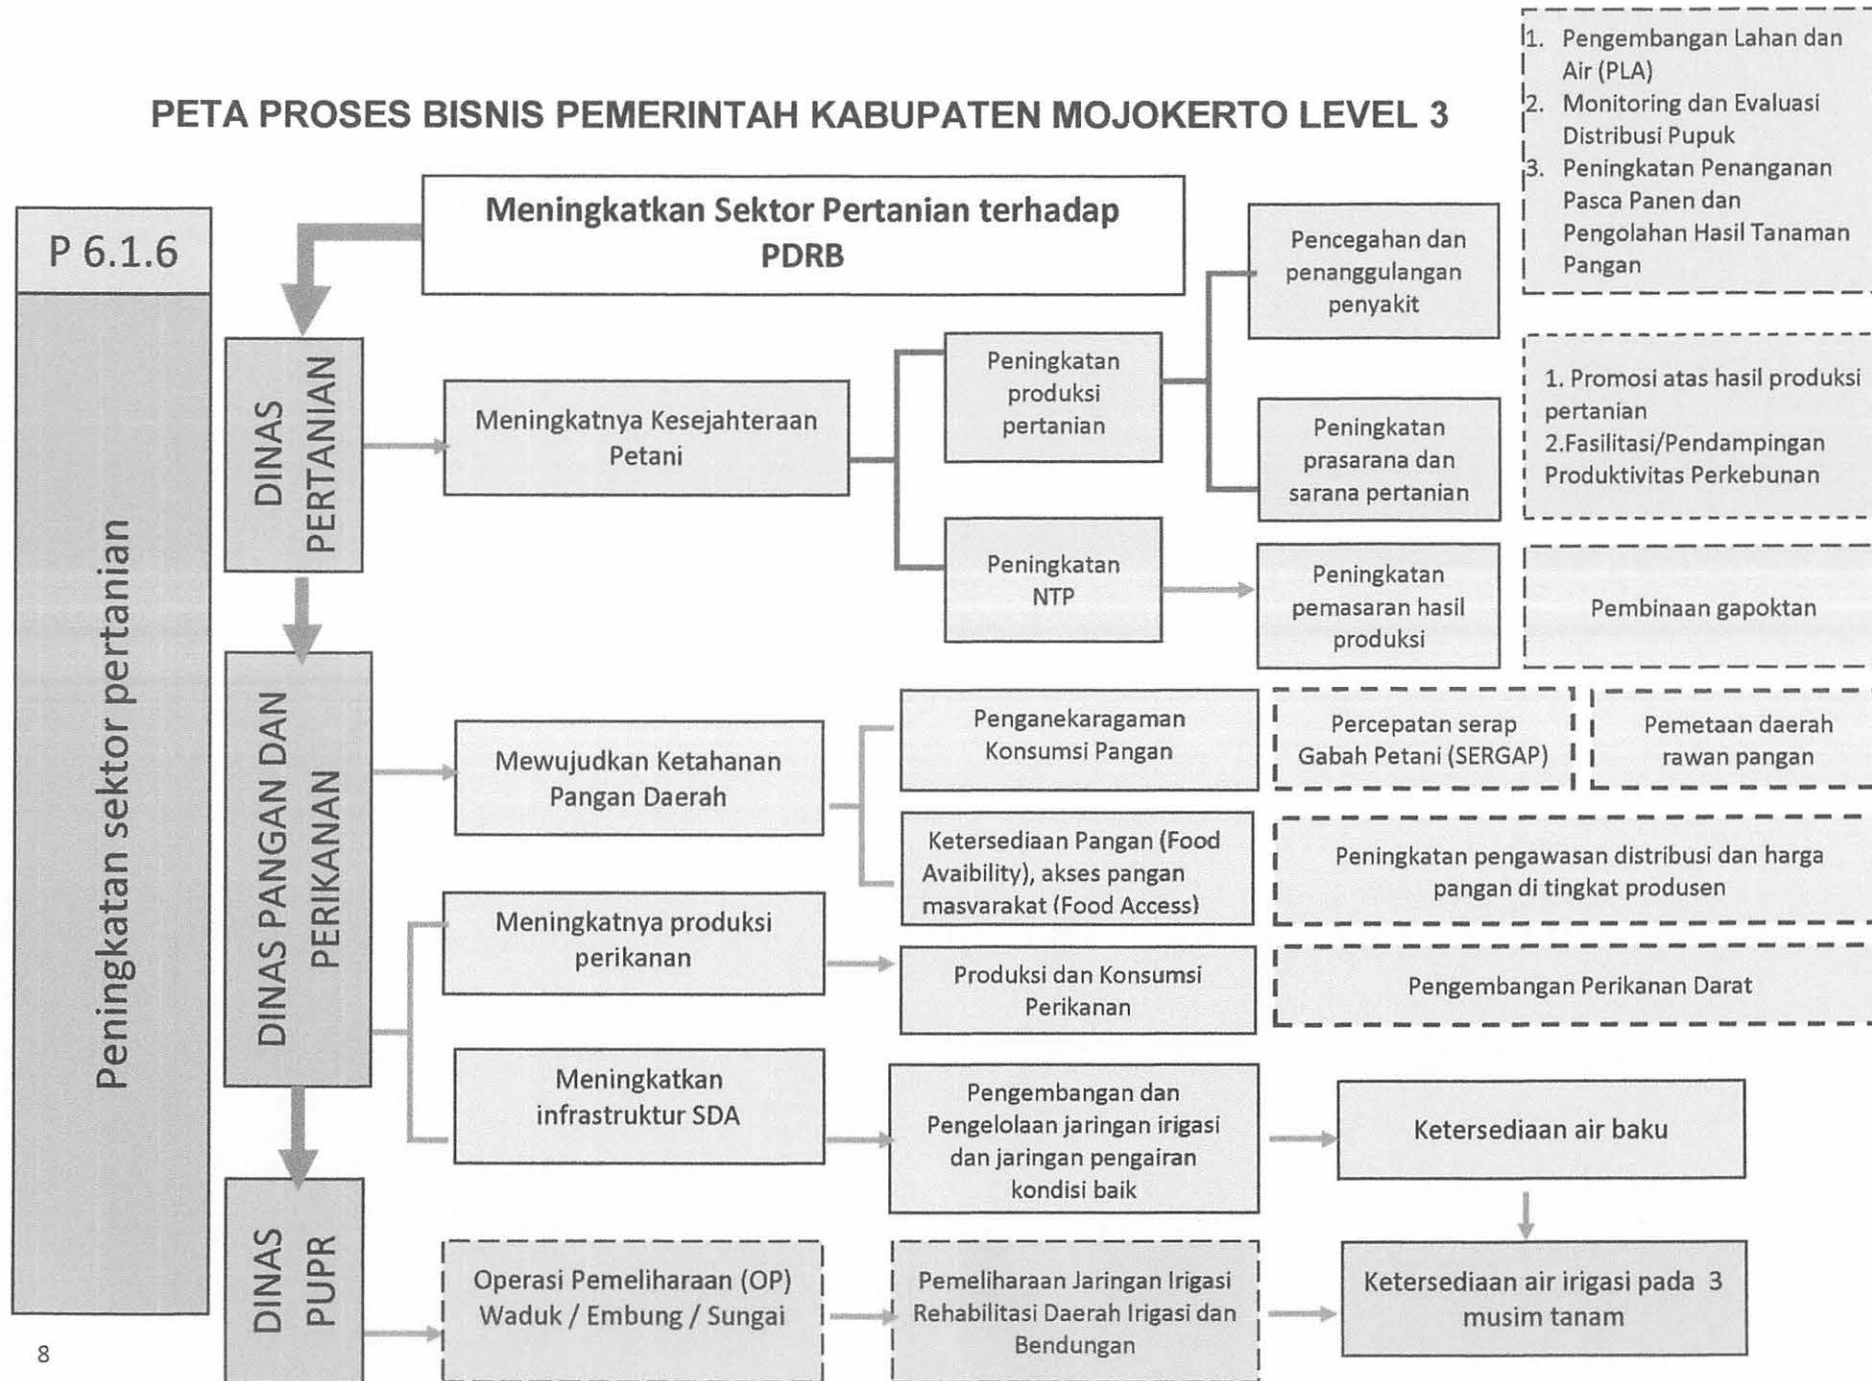 PETA PROSES BISNIS PEMERINTAH KABUPATEN MOJOKERTO LEVEL 3
1. Pengembangan Lahan dan
Air (PLA)
2. Monitoring dan Evaluasi
Distribusi Pupuk
3. Peningkatan Penanganan
Pasca Panen dan
Pengolahan Hasil Tanaman
Pangan
P 6.1.6
Peningkatan sektor pertanian
Meningkatkan Sektor Pertanian terhadap
PDRB
DINAS
PERTANIAN
Meningkatnya Kesejahteraan
Petani
Peningkatan
produksi
pertanian
Pencegahan dan
penanggulangan
penyakit
Peningkatan
prasarana dan
sarana pertanian
1. Promosi atas hasil produksi
pertanian
2.Fasilitasi/Pendampingan
Produktivitas Perkebunan
Peningkatan
NTP
Peningkatan
pemasaran hasil
produksi
Pembinaan gapoktan
DINAS PANGAN DAN
PERIKANAN
Mewujudkan Ketahanan
Pangan Daerah
Penganekaragaman
Konsumsi Pangan
Percepatan serap
Gabah Petani (SERGAP)
Pemetaan daerah
rawan pangan
Ketersediaan Pangan (Food
Avaibility), akses pangan
masyarakat (Food Access)
Peningkatan pengawasan distribusi dan harga
pangan di tingkat produsen
Meningkatnya produksi
perikanan
Produksi dan Konsumsi
Perikanan
Pengembangan Perikanan Darat
Meningkatkan
infrastruktur SDA
Pengembangan dan
Pengelolaan jaringan irigasi
dan jaringan pengairan
kondisi baik
Ketersediaan air baku
DINAS
PUPR
Operasi Pemeliharaan (OP)
Waduk / Embung / Sungai
Pemeliharaan Jaringan Irigasi
Rehabilitasi Daerah Irigasi dan
Bendungan
Ketersediaan air irigasi pada 3
musim tanam
8